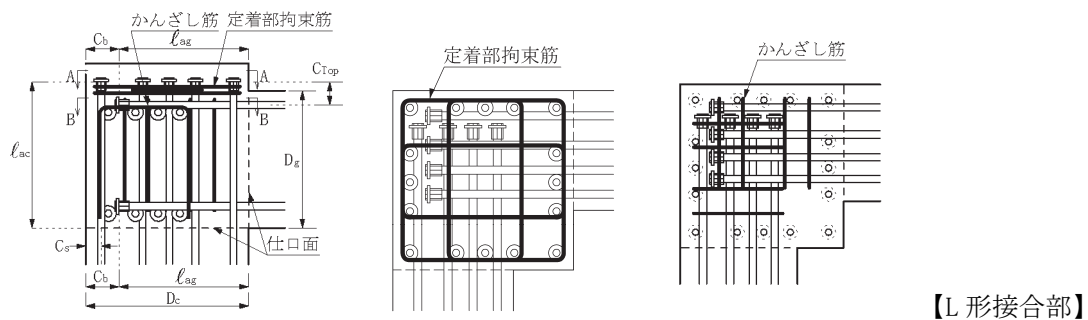 かんざし筋 定着部拘束筋
Cb ℓag
A A
CTop
B B
ℓac
Dg
Cs
仕口面
Cb ℓag
Dc
定着部拘束筋
かんざし筋
【L 形接合部】